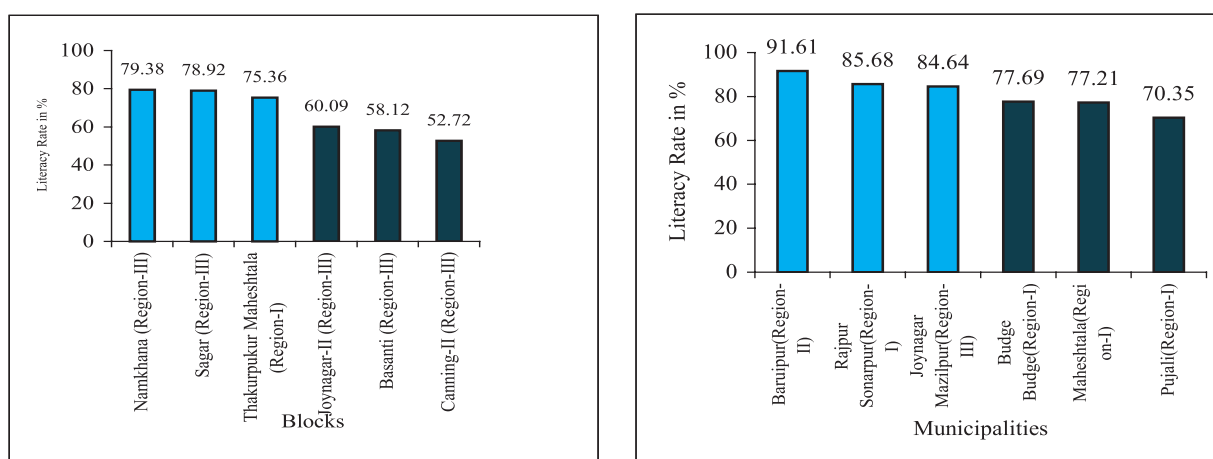 100
80
60
40
20
0
Literacy Rate in %
79.38
78.92
75.36
60.09
58.12
52.72
Namkhana (Region-III)
Sagar (Region-III)
Thakurpukur Maheshtala
(Region-I)
Joynagar-II (Region-III)
Basanti (Region-III)
Canning-II (Region-III)
Blocks
100
80
60
40
20
0
Literacy Rate in %
91.61
85.68
84.64
77.69
77.21
70.35
Baruipur(Region-
II)
Rajpur
Sonarpur(Region-
I)
Joynagar
Mazilpur(Region-
III)
Budge
Budge(Region-I)
Maheshtala(Regi
on-I)
Pujali(Region-I)
Municipalities